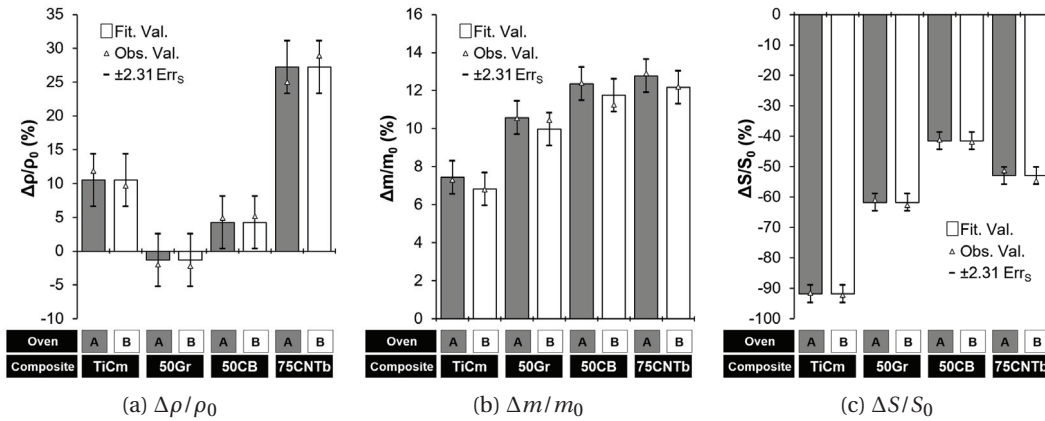 35
30
25
20
15
10
5
0
-5
-10
Δρ/ρ0 (%)
Fit. Val.
Obs. Val.
±2.31 ErrS
Oven A B A B A B A B
Composite TiCm 50Gr 50CB 75CNTb
(a) Δρ/ρ0
16
14
12
10
8
6
4
2
0
Δm/m0 (%)
Fit. Val.
Obs. Val.
±2.31 ErrS
Oven A B A B A B A B
Composite TiCm 50Gr 50CB 75CNTb
(b) Δm/m0
0
-10
-20
-30
-40
-50
-60
-70
-80
-90
-100
ΔS/S0 (%)
Fit. Val.
Obs. Val.
±2.31 ErrS
Oven A B A B A B A B
Composite TiCm 50Gr 50CB 75CNTb
(c) ΔS/S0